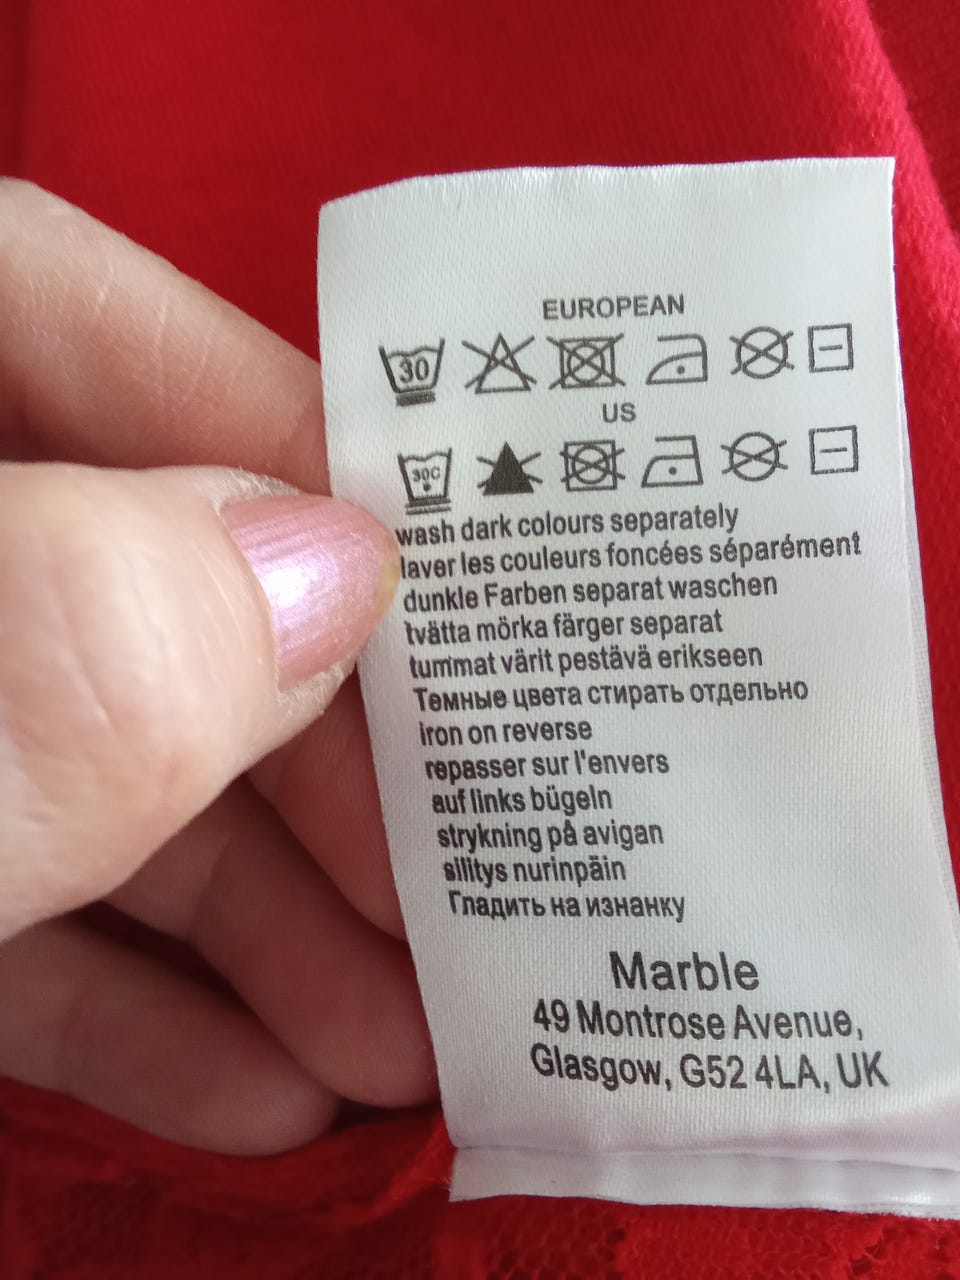 EUROPEAN
30
US
30C
wash dark colours separately
laver les couleurs foncées séparément
dunkle Farben separat waschen
tvätta mörka färger separat
tummat värit pestävä erikseen
Темные цвета стирать отдельно
iron on reverse
repasser sur l'envers
auf links bügeln
strykning på avigan
silitys nurinpäin
Гладить на изнанку
Marble
49 Montrose Avenue,
Glasgow, G52 4LA, UK